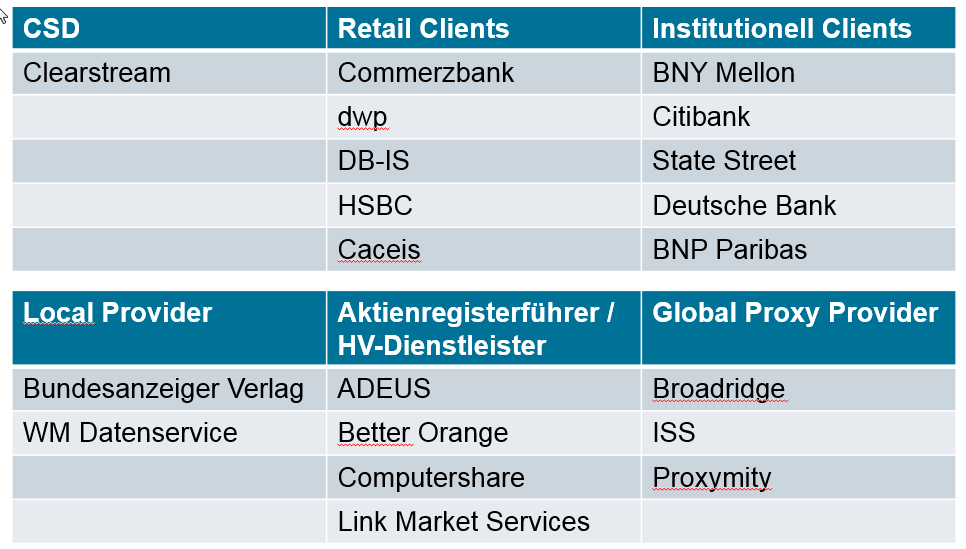 CSD Retail Clients Institutionell Clients
Clearstream Commerzbank BNY Mellon
dwp Citibank
DB-IS State Street
HSBC Deutsche Bank
Caceis BNP Paribas
Local Provider Aktienregisterführer / Global Proxy Provider
HV-Dienstleister
Bundesanzeiger Verlag ADEUS Broadridge
WM Datenservice Better Orange ISS
Computershare Proxymity
Link Market Services